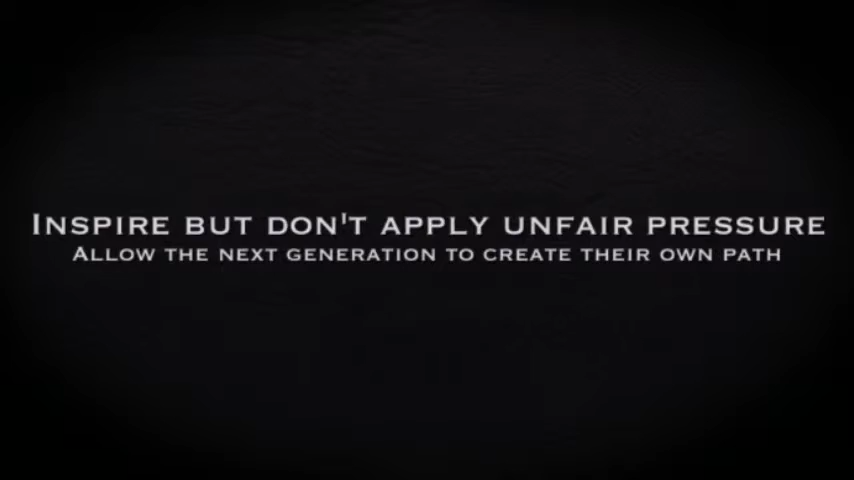 Inspire but don't apply unfair pressure
Allow the next generation to create their own path